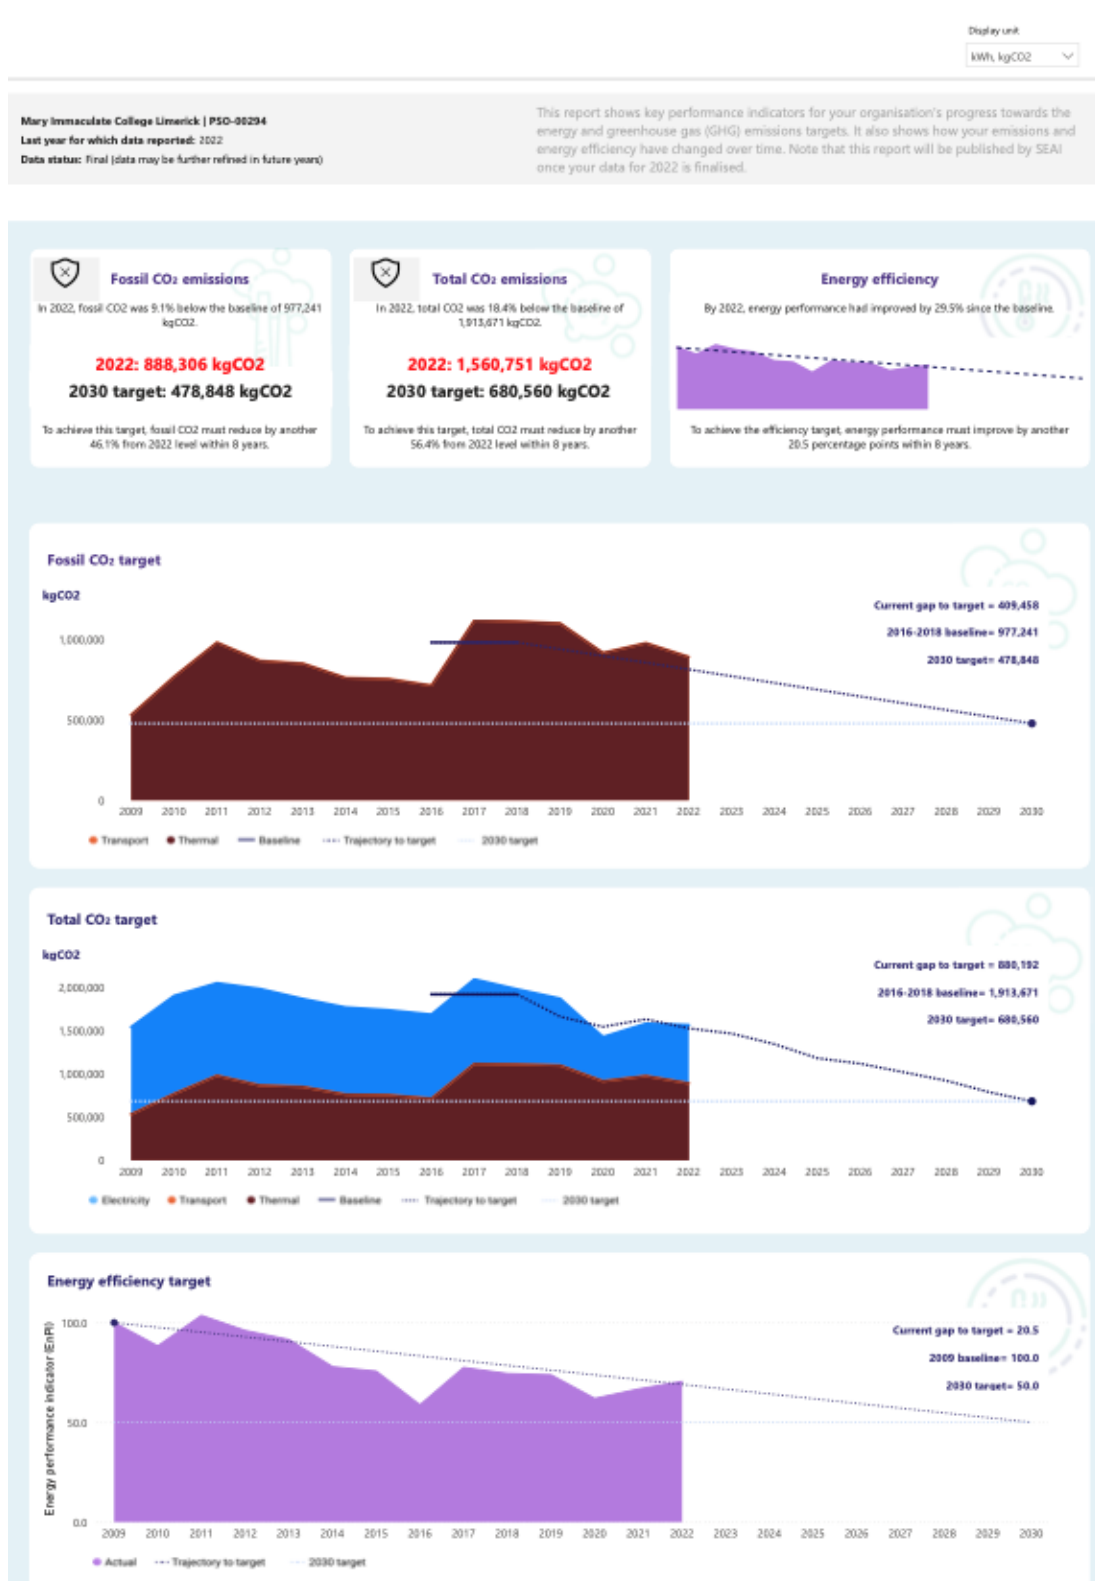 Display unit
kWh, kgCO2
Mary Immaculate College Limerick | PSO-00294
Last year for which data reported: 2022
Data status: Final (data may be further refined in future years)
This report shows key performance indicators for your organisation's progress towards the
energy and greenhouse gas (GHG) emissions targets. It also shows how your emissions and
energy efficiency have changed over time. Note that this report will be published by SEAI
once your data for 2022 is finalised.
Fossil CO₂ emissions
In 2022, fossil CO2 was 9.1% below the baseline of 977,241
kgCO2.
2022: 888,306 kgCO2
2030 target: 478,848 kgCO2
To achieve this target, fossil CO2 must reduce by another
46.1% from 2022 level within 8 years.
Total CO₂ emissions
In 2022, total CO2 was 18.4% below the baseline of
1,913,671 kgCO2.
2022: 1,560,751 kgCO2
2030 target: 680,560 kgCO2
To achieve this target, total CO2 must reduce by another
56.4% from 2022 level within 8 years.
Energy efficiency
By 2022, energy performance had improved by 29.5% since the baseline.
To achieve the efficiency target, energy performance must improve by another
20.5 percentage points within 8 years.
Fossil CO₂ target
kgCO2
Current gap to target = 409,458
2016-2018 baseline= 977,241
2030 target= 478,848
1,000,000
500,000
0
2009 2010 2011 2012 2013 2014 2015 2016 2017 2018 2019 2020 2021 2022 2023 2024 2025 2026 2027 2028 2029 2030
Transport Thermal Baseline Trajectory to target 2030 target
Total CO₂ target
kgCO2
Current gap to target = 880,192
2016-2018 baseline= 1,913,671
2030 target= 680,560
2,000,000
1,500,000
1,000,000
500,000
0
2009 2010 2011 2012 2013 2014 2015 2016 2017 2018 2019 2020 2021 2022 2023 2024 2025 2026 2027 2028 2029 2030
Electricity Transport Thermal Baseline Trajectory to target 2030 target
Energy efficiency target
Energy performance indicator (EnPI)
Current gap to target = 20.5
2009 baseline= 100.0
2030 target= 50.0
100.0
50.0
0.0
2009 2010 2011 2012 2013 2014 2015 2016 2017 2018 2019 2020 2021 2022 2023 2024 2025 2026 2027 2028 2029 2030
Actual Trajectory to target 2030 target